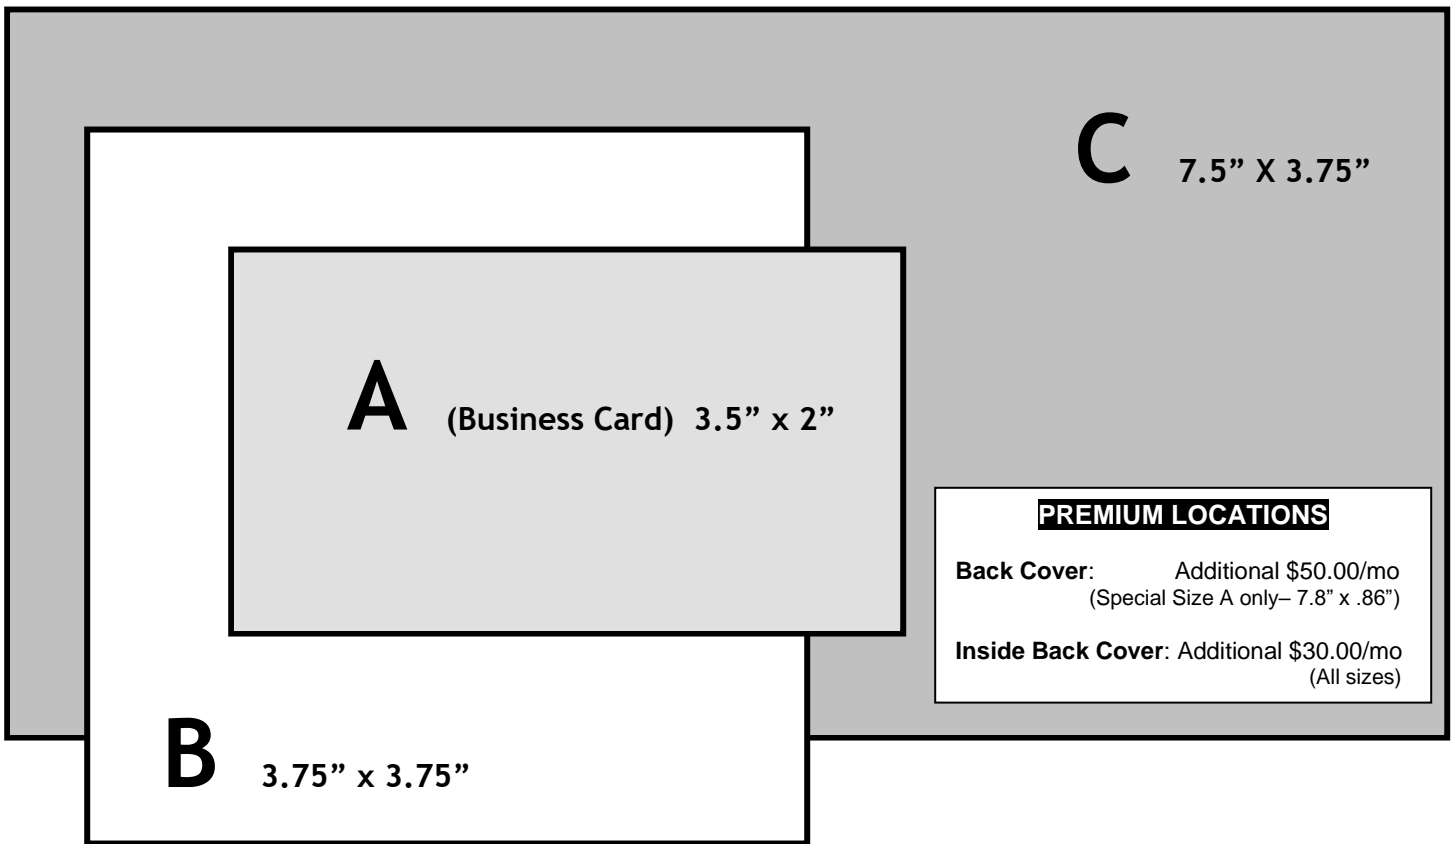 C 7.5” X 3.75”
A (Business Card) 3.5” x 2”
PREMIUM LOCATIONS
Back Cover: Additional $50.00/mo
(Special Size A only– 7.8” x .86”)
Inside Back Cover: Additional $30.00/mo
(All sizes)
B 3.75” x 3.75”